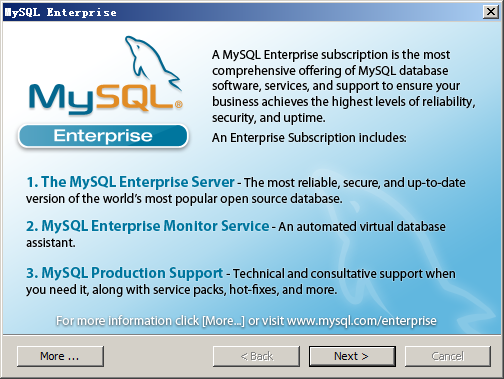 MySQL Enterprise
MySQL®
Enterprise
A MySQL Enterprise subscription is the most
comprehensive offering of MySQL database
software, services, and support to ensure your
business achieves the highest levels of reliability,
security, and uptime.
An Enterprise Subscription includes:
1. The MySQL Enterprise Server - The most reliable, secure, and up-to-date
version of the world's most popular open source database.
2. MySQL Enterprise Monitor Service - An automated virtual database
assistant.
3. MySQL Production Support - Technical and consultative support when
you need it, along with service packs, hot-fixes, and more.
For more information click [More...] or visit www.mysql.com/enterprise
More ... < Back Next > Cancel